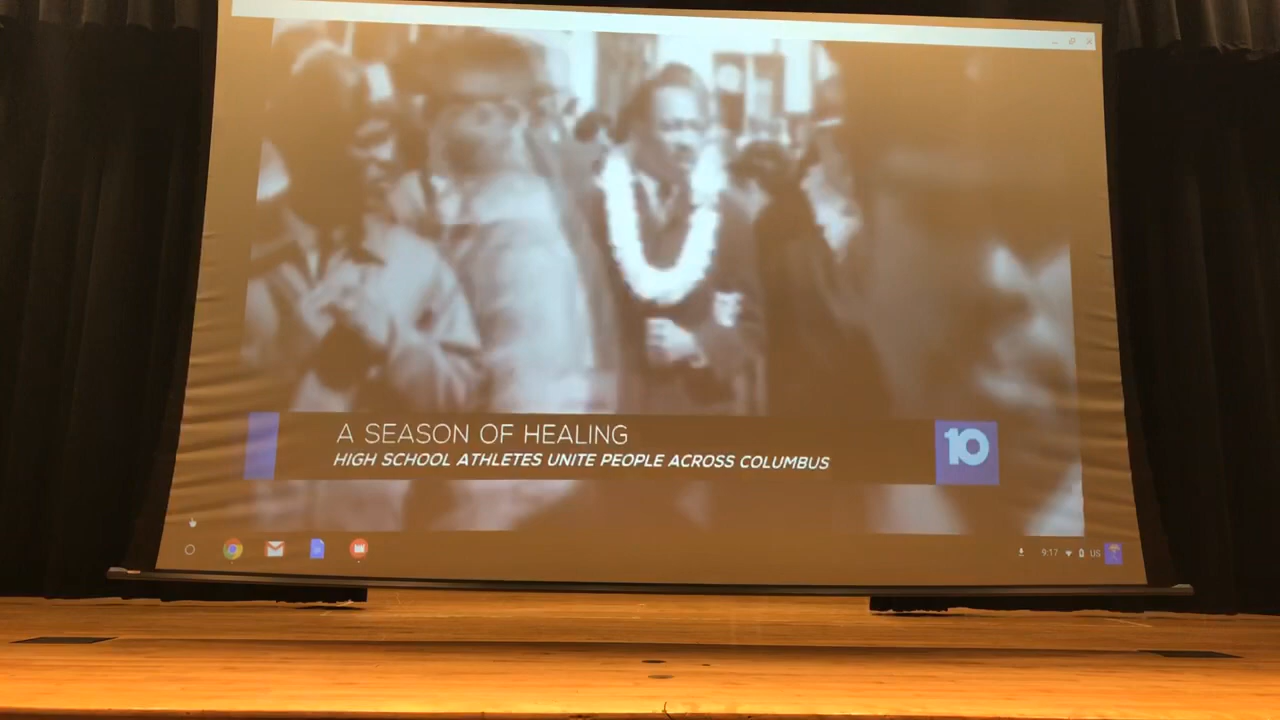 A SEASON OF HEALING
HIGH SCHOOL ATHLETES UNITE PEOPLE ACROSS COLUMBUS
10
9:17 US